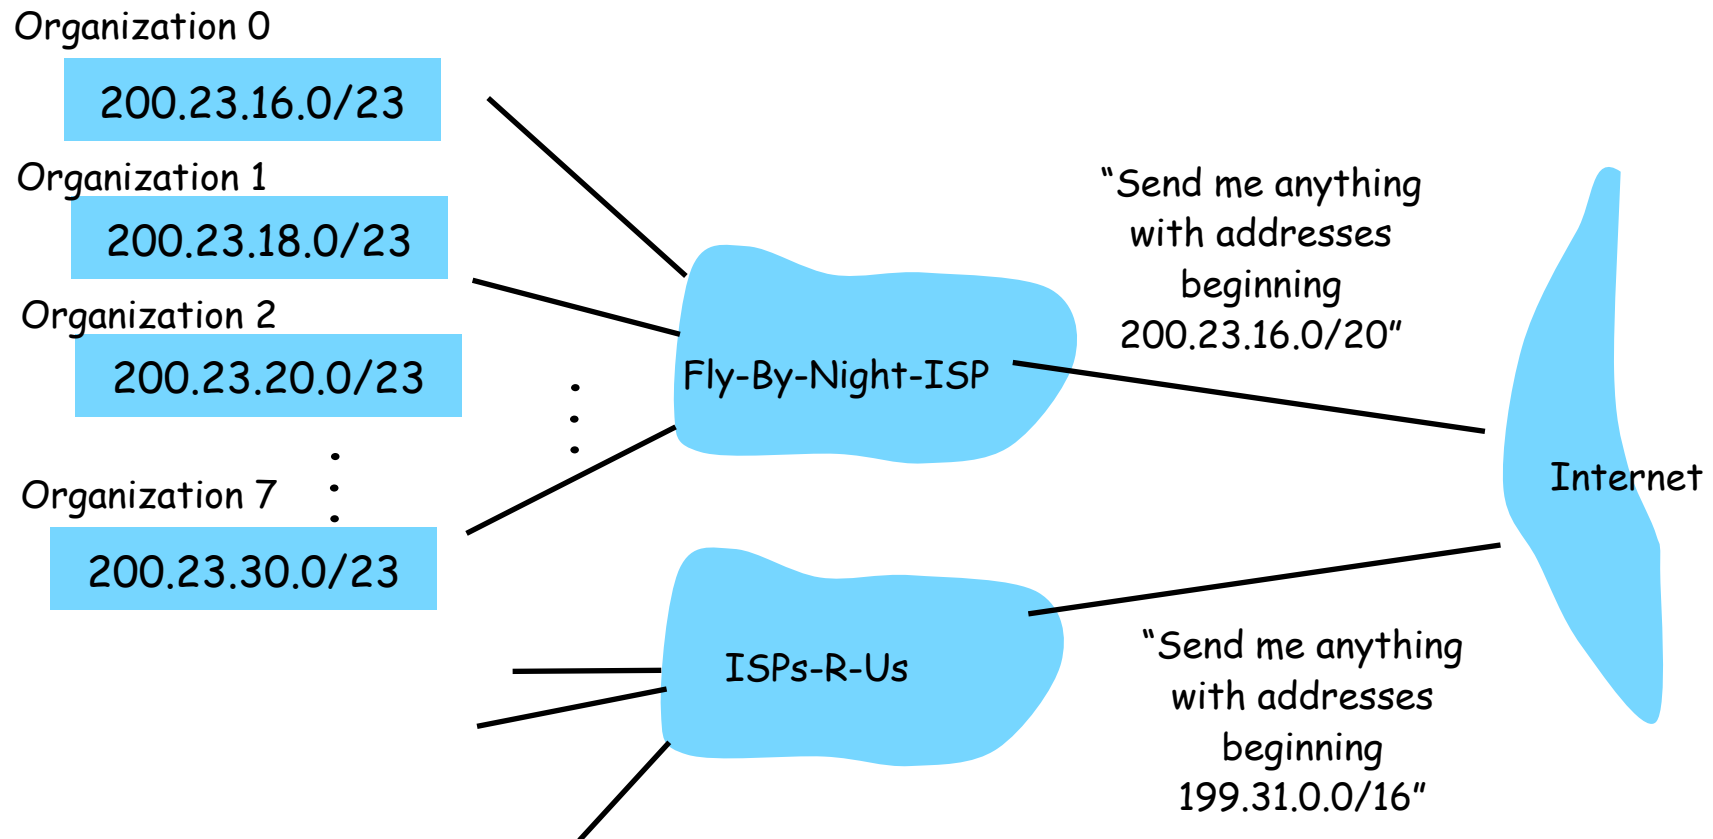 Organization 0
200.23.16.0/23
Organization 1
200.23.18.0/23
Organization 2
200.23.20.0/23
Organization 7
200.23.30.0/23
Fly-By-Night-ISP
“Send me anything
with addresses
beginning
200.23.16.0/20”
Internet
ISPs-R-Us
“Send me anything
with addresses
beginning
199.31.0.0/16”